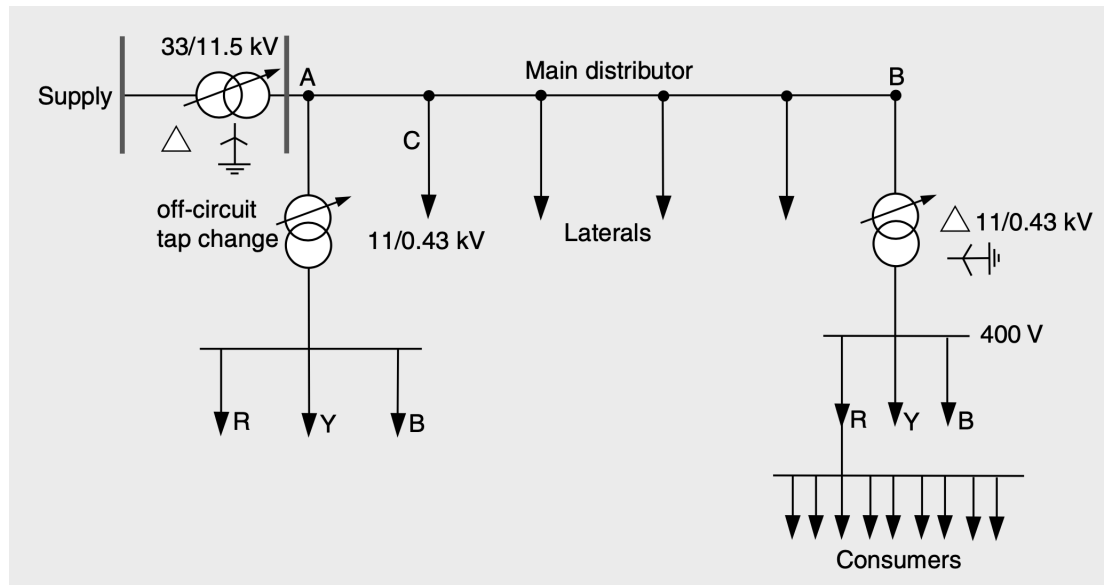 33/11.5 kV
Supply
A
Main distributor
B
C
off-circuit
tap change
11/0.43 kV
Laterals
11/0.43 kV
400 V
R
Y
B
R
Y
B
Consumers